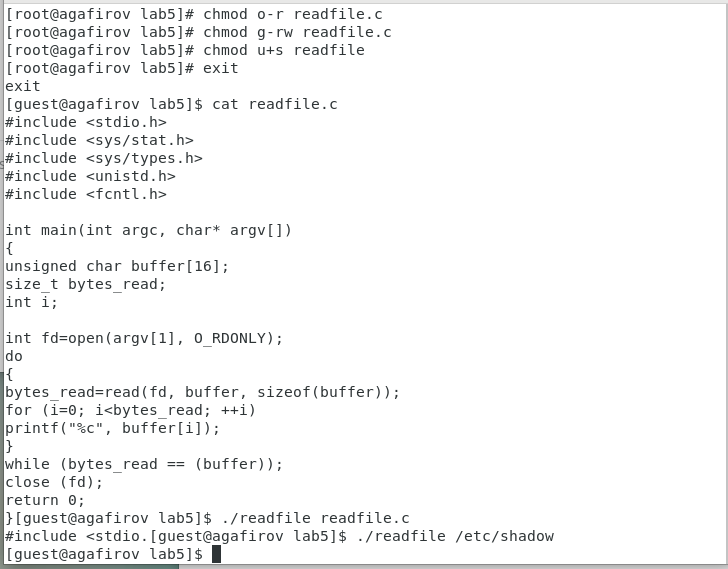 [root@agafirov lab5]# chmod o-r readfile.c
[root@agafirov lab5]# chmod g-rw readfile.c
[root@agafirov lab5]# chmod u+s readfile
[root@agafirov lab5]# exit
exit
[guest@agafirov lab5]$ cat readfile.c
#include <stdio.h>
#include <sys/stat.h>
#include <sys/types.h>
#include <unistd.h>
#include <fcntl.h>

int main(int argc, char* argv[])
{
unsigned char buffer[16];
size_t bytes_read;
int i;

int fd=open(argv[1], O_RDONLY);
do
{
bytes_read=read(fd, buffer, sizeof(buffer));
for (i=0; i<bytes_read; ++i)
printf("%c", buffer[i]);
}
while (bytes_read == (buffer));
close (fd);
return 0;
}[guest@agafirov lab5]$ ./readfile readfile.c
#include <stdio.[guest@agafirov lab5]$ ./readfile /etc/shadow
[guest@agafirov lab5]$